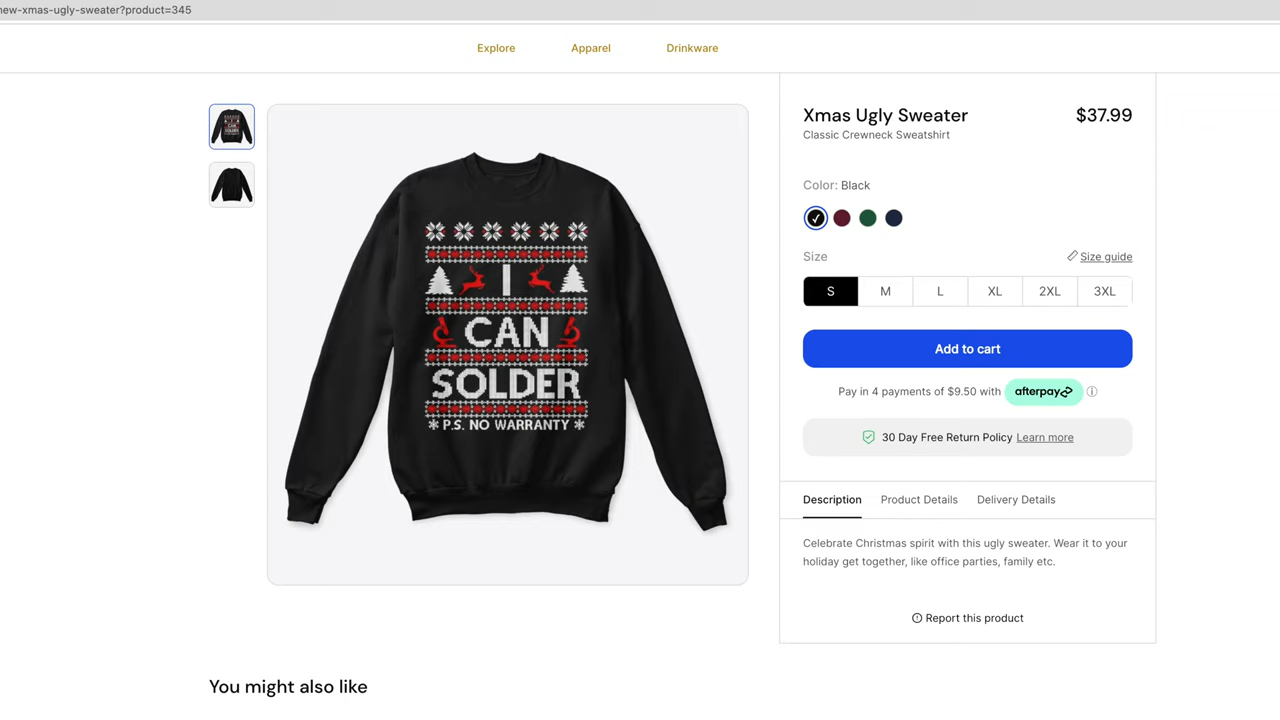 new-xmas-ugly-sweater?product=345
Explore Apparel Drinkware
Xmas Ugly Sweater $37.99
Classic Crewneck Sweatshirt
Color: Black
Size Size guide
S M L XL 2XL 3XL
Add to cart
Pay in 4 payments of $9.50 with afterpay
30 Day Free Return Policy Learn more
Description Product Details Delivery Details
Celebrate Christmas spirit with this ugly sweater. Wear it to your
holiday get together, like office parties, family etc.
Report this product
I
CAN
SOLDER
* P.S. NO WARRANTY *
You might also like